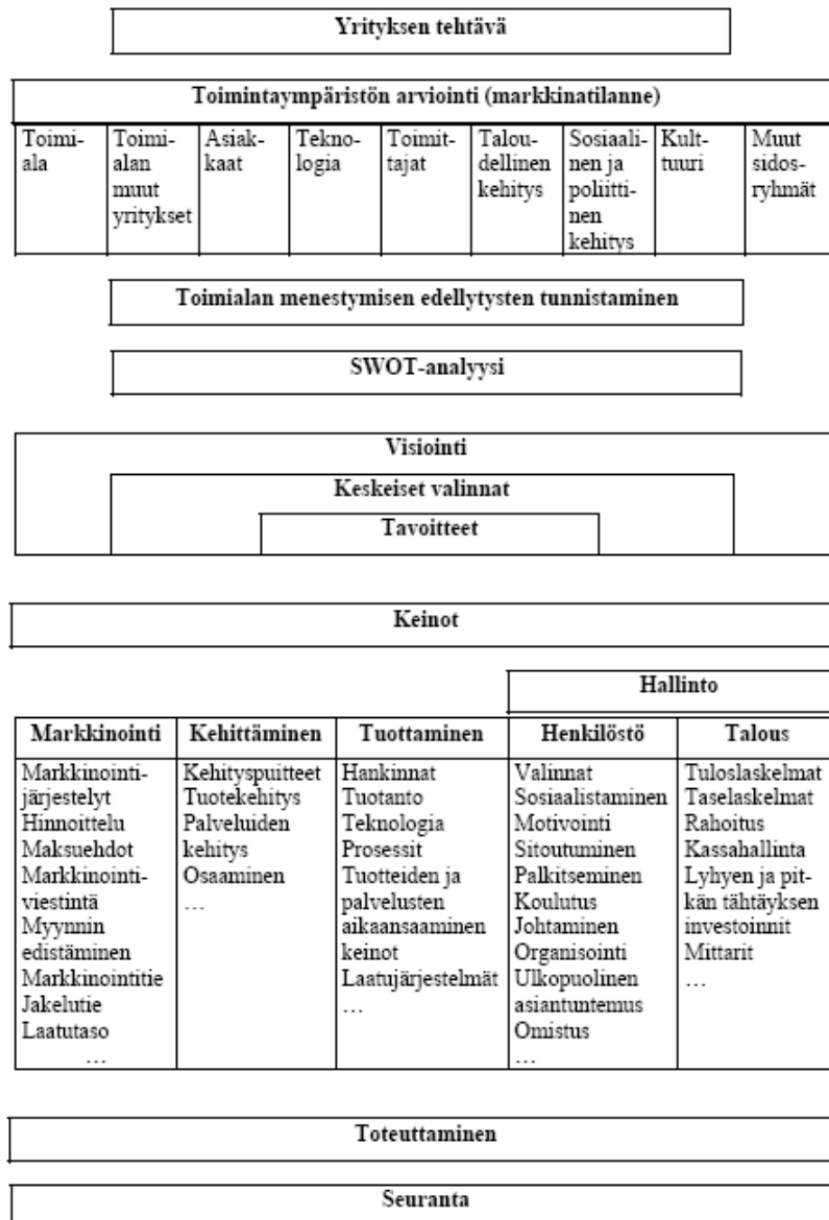 Yrityksen tehtävä
Toimintaympäristön arviointi (markkinatilanne)
Toimi-
ala
Toimi-
alan
muut
yritykset
Asiak-
kaat
Tekno-
logia
Toimit-
tajat
Talou-
dellinen
kehitys
Sosiaali-
nen ja
poliitti-
nen
kehitys
Kult-
tuuri
Muut
sidos-
ryhmät
Toimialan menestymisen edellytysten tunnistaminen
SWOT-analyysi
Visiointi
Keskeiset valinnat
Tavoitteet
Keinot
Hallinto
Markkinointi
Markkinointi-
järjestelyt
Hinnoittelu
Maksuehdot
Markkinointi-
viestintä
Myynnin
edistäminen
Markkinointitie
Jakelutie
Laatutaso
…
Kehittäminen
Kehityspuitteet
Tuotekehitys
Palveluiden
kehitys
Osaaminen
…
Tuottaminen
Hankinnat
Tuotanto
Teknologia
Prosessit
Tuotteiden ja
palvelusten
aikaansaaminen
keinot
Laatujärjestelmät
…
Henkilöstö
Valinnat
Sosiaalistaminen
Motivointi
Sitoutuminen
Palkitseminen
Koulutus
Johtaminen
Organisointi
Ulkopuolinen
asiantuntemus
Omistus
…
Talous
Tuloslaskelmat
Taselaskelmat
Rahoitus
Kassahallinta
Lyhyen ja pit-
kän tähtäyksen
investoinnit
Mittarit
…
Toteuttaminen
Seuranta